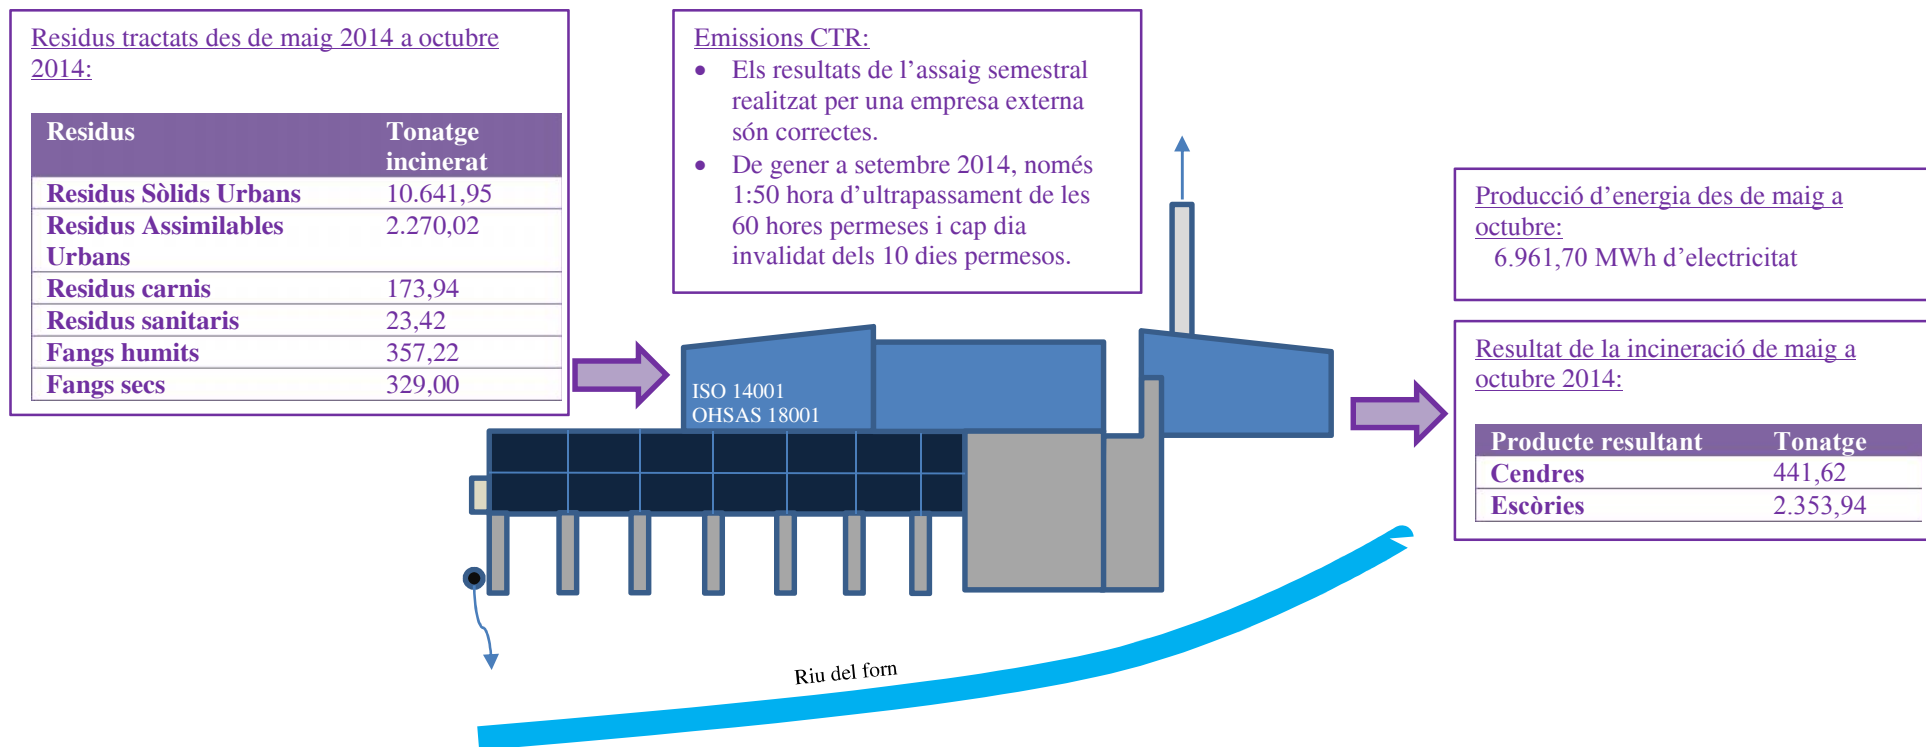 Residus tractats des de maig 2014 a octubre
2014:
Residus Tonatge
incinerat
Residus Sòlids Urbans 10.641,95
Residus Assimilables 2.270,02
Urbans
Residus carnis 173,94
Residus sanitaris 23,42
Fangs humits 357,22
Fangs secs 329,00
Emissions CTR:
• Els resultats de l’assaig semestral
realitzat per una empresa externa
són correctes.
• De gener a setembre 2014, només
1:50 hora d’ultrapassament de les
60 hores permeses i cap dia
invalidat dels 10 dies permesos.
ISO 14001
OHSAS 18001
Producció d’energia des de maig a
octubre:
6.961,70 MWh d’electricitat
Resultat de la incineració de maig a
octubre 2014:
Producte resultant Tonatge
Cendres 441,62
Escòries 2.353,94
Riu del forn